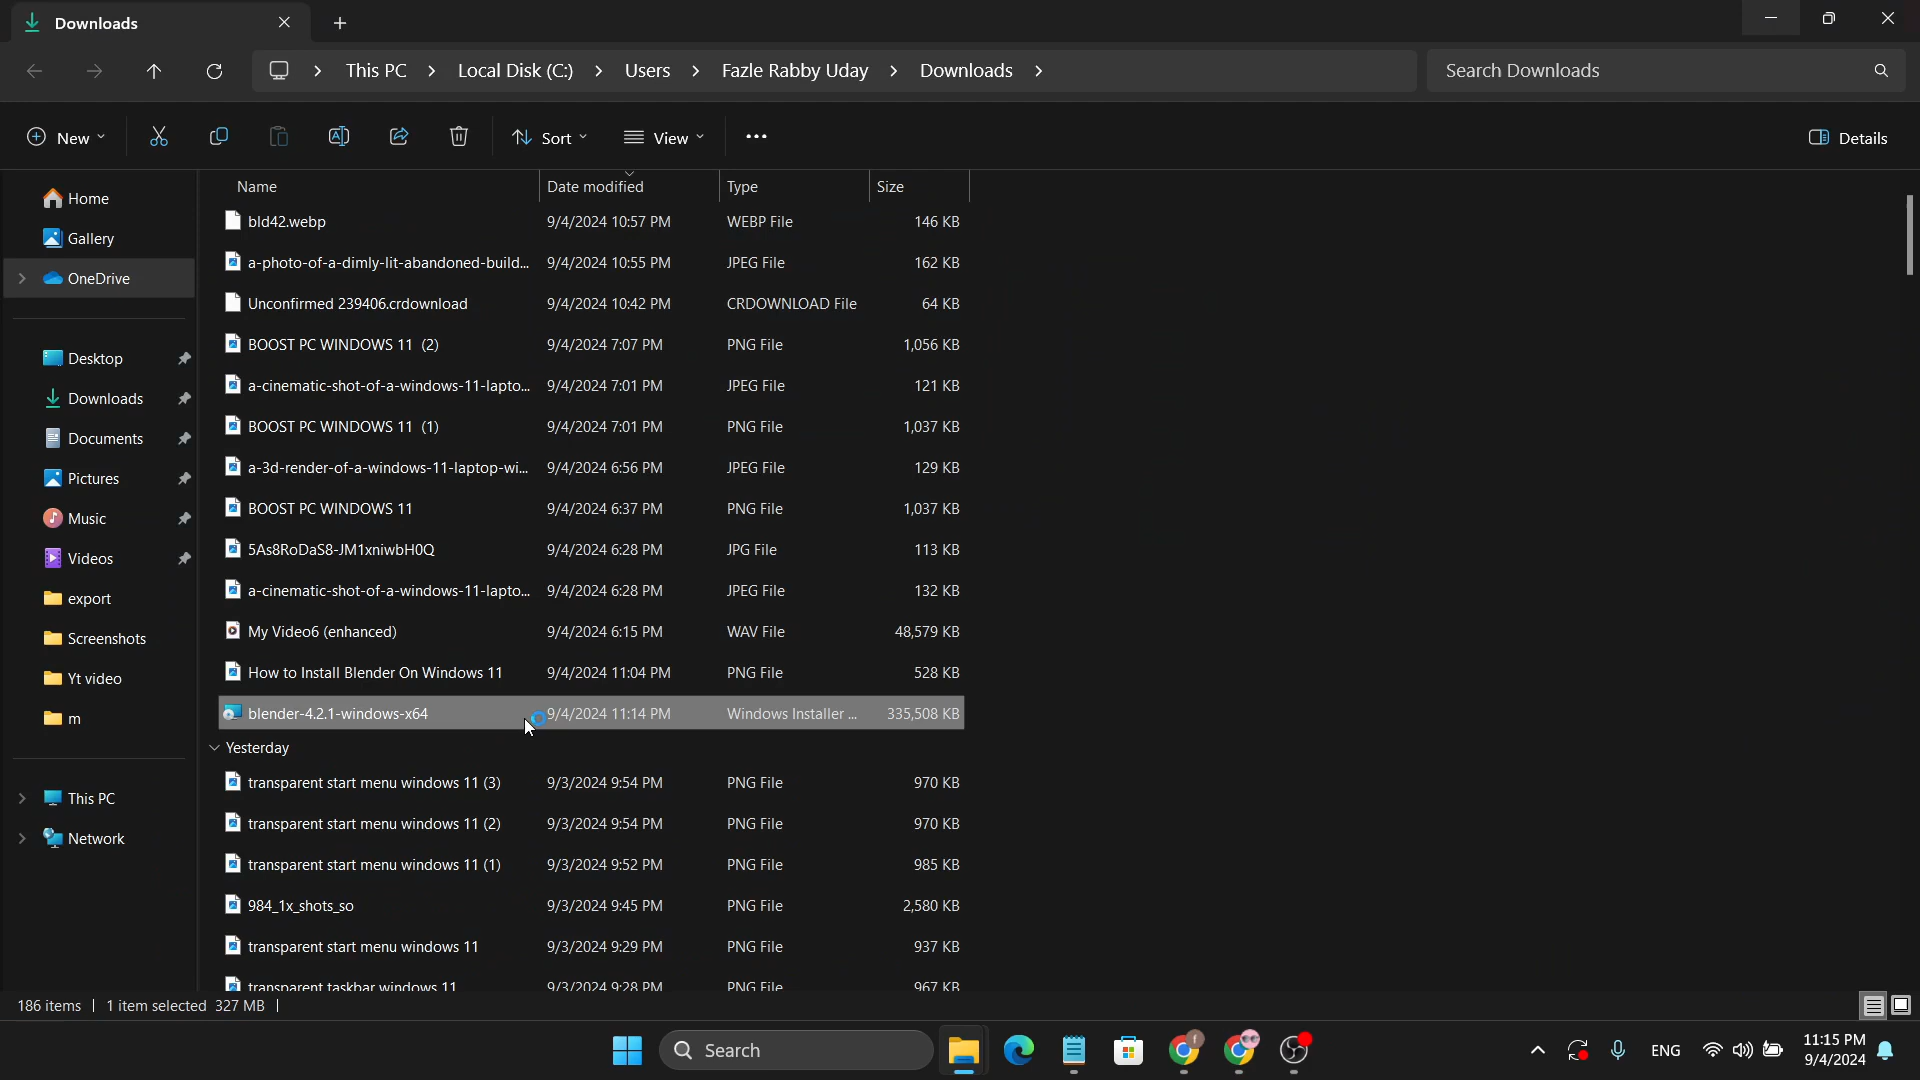 Downloads
This PC > Local Disk (C:) > Users > Fazle Rabby Uday > Downloads >
Search Downloads
New
Sort
View
Details
Name Date modified Type Size
bld42.webp 9/4/2024 10:57 PM WEBP File 146 KB
a-photo-of-a-dimly-lit-abandoned-build... 9/4/2024 10:55 PM JPEG File 162 KB
Unconfirmed 239406.crdownload 9/4/2024 10:42 PM CRDOWNLOAD File 64 KB
BOOST PC WINDOWS 11 (2) 9/4/2024 7:07 PM PNG File 1,056 KB
a-cinematic-shot-of-a-windows-11-lapto... 9/4/2024 7:01 PM JPEG File 121 KB
BOOST PC WINDOWS 11 (1) 9/4/2024 7:01 PM PNG File 1,037 KB
a-3d-render-of-a-windows-11-laptop-wi... 9/4/2024 6:56 PM JPEG File 129 KB
BOOST PC WINDOWS 11 9/4/2024 6:37 PM PNG File 1,037 KB
5As8RoDaS8-JM1xniwbH0Q 9/4/2024 6:28 PM JPG File 113 KB
a-cinematic-shot-of-a-windows-11-lapto... 9/4/2024 6:28 PM JPEG File 132 KB
My Video6 (enhanced) 9/4/2024 6:15 PM WAV File 48,579 KB
How to Install Blender On Windows 11 9/4/2024 11:04 PM PNG File 528 KB
blender-4.2.1-windows-x64 9/4/2024 11:14 PM Windows Installer ... 335,508 KB
Yesterday
transparent start menu windows 11 (3) 9/3/2024 9:54 PM PNG File 970 KB
transparent start menu windows 11 (2) 9/3/2024 9:54 PM PNG File 970 KB
transparent start menu windows 11 (1) 9/3/2024 9:52 PM PNG File 985 KB
984_1x_shots_so 9/3/2024 9:45 PM PNG File 2,580 KB
transparent start menu windows 11 9/3/2024 9:29 PM PNG File 937 KB
transparent taskbar windows 11 9/3/2024 9:28 PM PNG File 967 KB
Home
Gallery
OneDrive
Desktop
Downloads
Documents
Pictures
Music
Videos
export
Screenshots
Yt video
m
This PC
Network
186 items 1 item selected 327 MB
Search
f
ENG
11:15 PM
9/4/2024